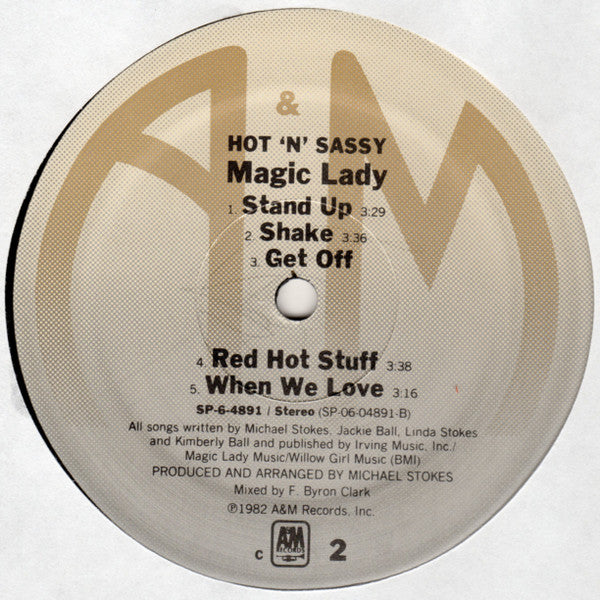 A&M
HOT 'N' SASSY
Magic Lady
1. Stand Up 3:29
2. Shake 3:36
3. Get Off
4. Red Hot Stuff 3:38
5. When We Love 3:16
SP-6-4891 / Stereo (SP-06-04891-B)
All songs written by Michael Stokes, Jackie Ball, Linda Stokes
and Kimberly Ball and published by Irving Music, Inc./
Magic Lady Music/Willow Girl Music (BMI)
PRODUCED AND ARRANGED BY MICHAEL STOKES
Mixed by F. Byron Clark
℗1982 A&M Records, Inc.
c A&M RECORDS 2